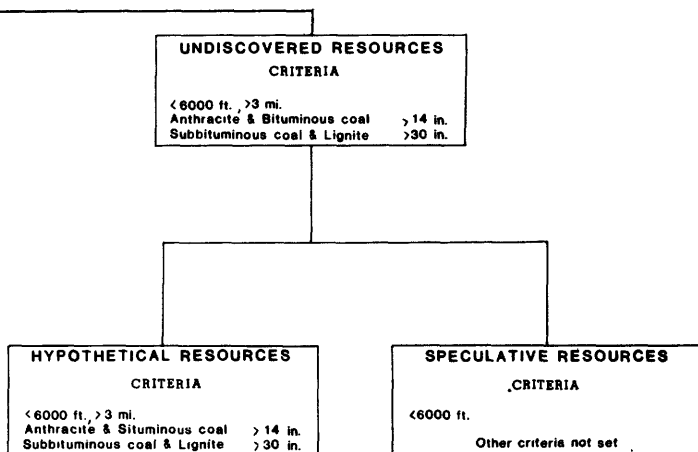 UNDISCOVERED RESOURCES
CRITERIA
<6000 ft., >3 mi.
Anthracite & Bituminous coal >14 in.
Subbituminous coal & Lignite >30 in.
HYPOTHETICAL RESOURCES
CRITERIA
<6000 ft., >3 mi.
Anthracite & Situminous coal >14 in.
Subbituminous coal & Lignite >30 in.
SPECULATIVE RESOURCES
CRITERIA
<6000 ft.
Other criteria not set